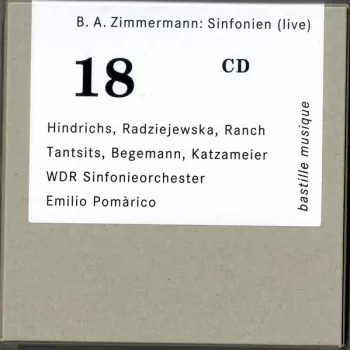 B. A. Zimmermann: Sinfonien (live)
18
CD
Hindrichs, Radziejewska, Ranch
Tantsits, Begemann, Katzameier
WDR Sinfonieorchester
Emilio Pomàrico
bastille musique